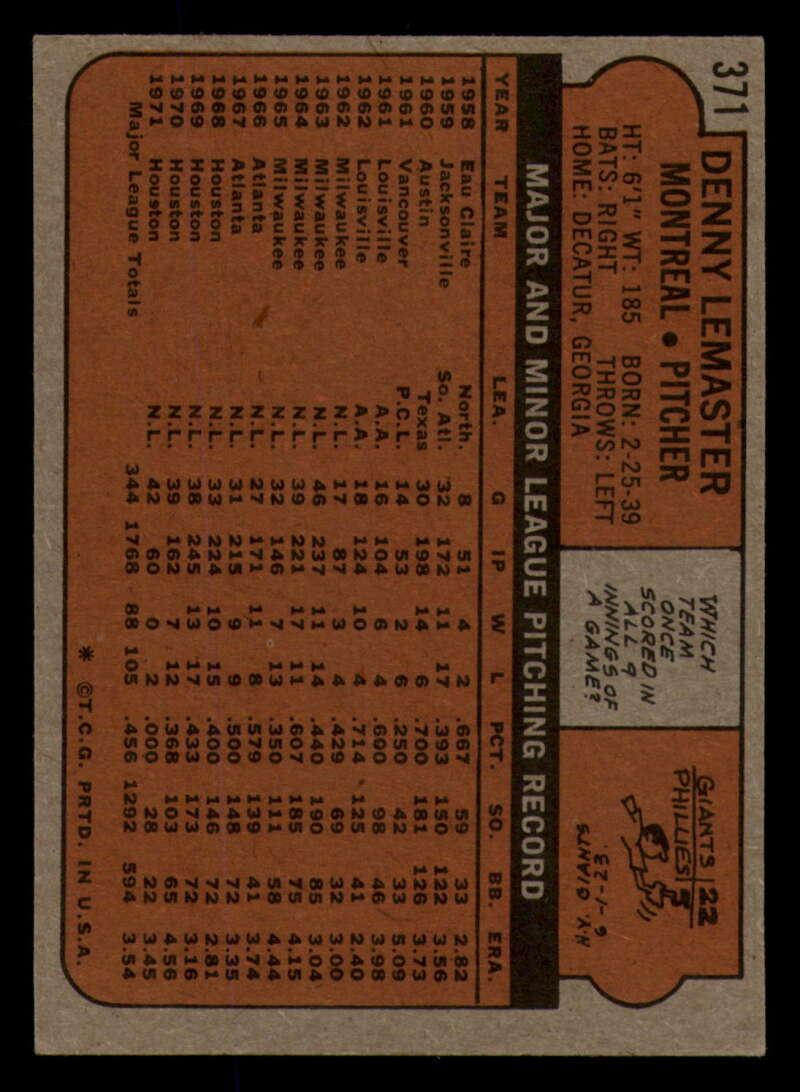 371
DENNY LEMASTER
MONTREAL • PITCHER
HT: 6'1" WT: 185 BORN: 2-25-39
BATS: RIGHT THROWS: LEFT
HOME: DECATUR, GEORGIA
WHICH
TEAM
ONCE
SCORED IN
ALL 9
INNINGS OF
A GAME?
GIANTS 22
PHILLIES 8
N.Y. GIANTS
6-1-23.
MAJOR AND MINOR LEAGUE PITCHING RECORD
YEAR TEAM LEA. G IP W L PCT. SO. BB. ERA.
1958 Eau Claire North. 8 51 4 2 .667 59 33 2.82
1959 Jacksonville So. Atl. 32 172 11 17 .393 150 122 3.56
1960 Austin Texas 30 198 14 6 .700 181 126 3.73
1961 Vancouver P.C.L. 14 53 2 6 .250 42 33 5.09
1961 Louisville A.A. 16 104 6 4 .600 98 46 3.98
1962 Louisville A.A. 18 124 10 4 .714 125 41 2.40
1962 Milwaukee N.L. 17 87 3 4 .429 69 32 3.00
1963 Milwaukee N.L. 46 237 11 14 .440 190 85 3.04
1964 Milwaukee N.L. 39 221 17 11 .607 185 75 4.15
1965 Milwaukee N.L. 32 146 7 13 .350 111 58 4.44
1966 Atlanta N.L. 27 171 11 8 .579 139 41 3.74
1967 Atlanta N.L. 31 215 9 9 .500 148 72 3.35
1968 Houston N.L. 33 224 10 15 .400 146 72 2.81
1969 Houston N.L. 38 245 13 17 .433 173 72 3.16
1970 Houston N.L. 39 162 7 12 .368 103 65 4.56
1971 Houston N.L. 42 60 0 2 .000 28 22 3.45
Major League Totals 344 1768 88 105 .456 1292 594 3.54
* ©T.C.G. PRTD. IN U.S.A.